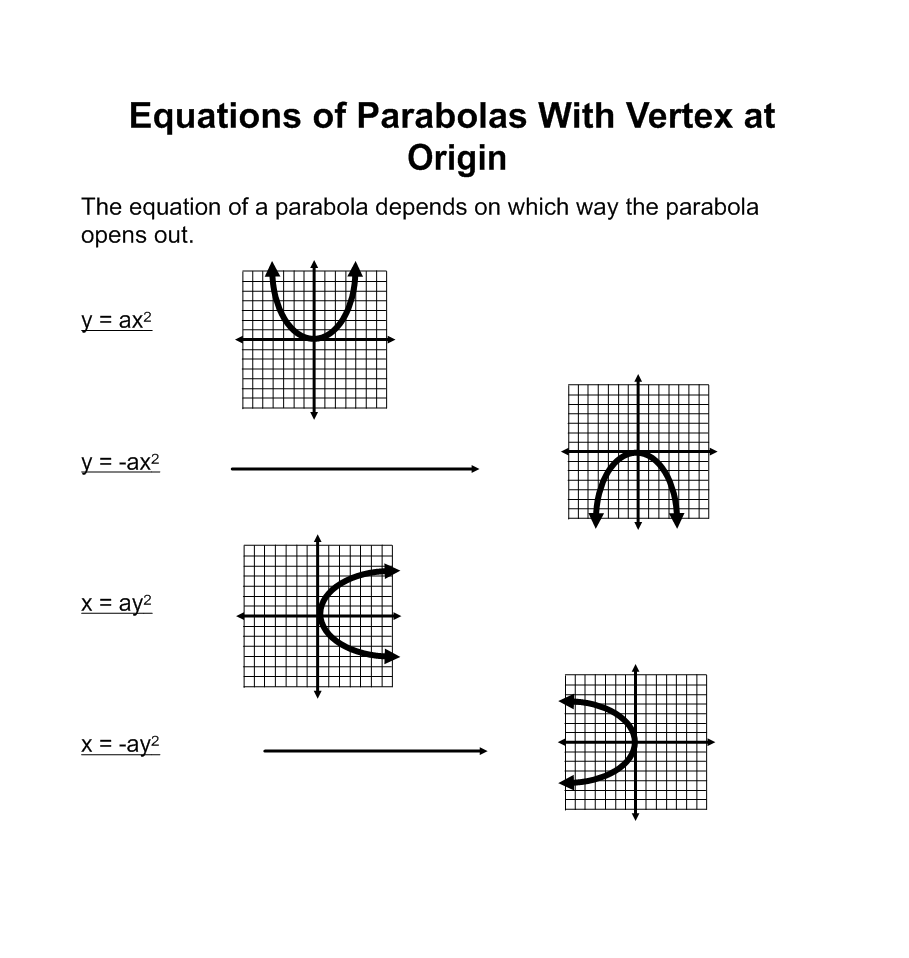 Equations of Parabolas With Vertex at
Origin
The equation of a parabola depends on which way the parabola
opens out.
y = ax²
y = -ax²
x = ay²
x = -ay²